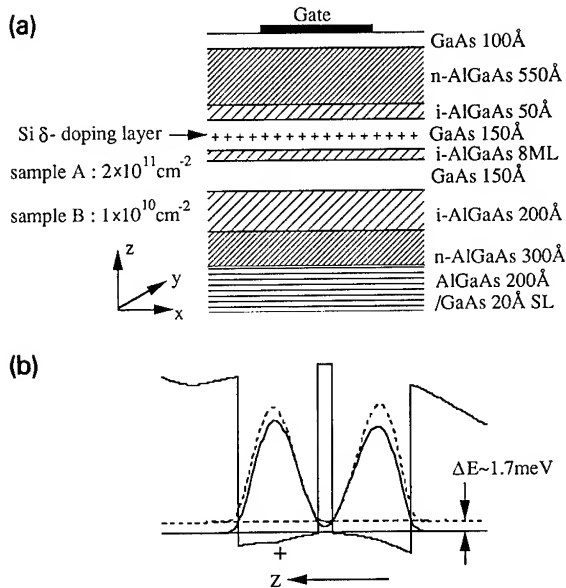 (a)
Gate
GaAs 100Å
n-AlGaAs 550Å
i-AlGaAs 50Å
Si δ- doping layer
+ + + + + + + + + + + + + + +
GaAs 150Å
i-AlGaAs 8ML
sample A : 2×10¹¹cm⁻²
GaAs 150Å
sample B : 1×10¹⁰cm⁻²
i-AlGaAs 200Å
n-AlGaAs 300Å
z
y
x
AlGaAs 200Å
/GaAs 20Å SL
(b)
ΔE~1.7meV
+
Z